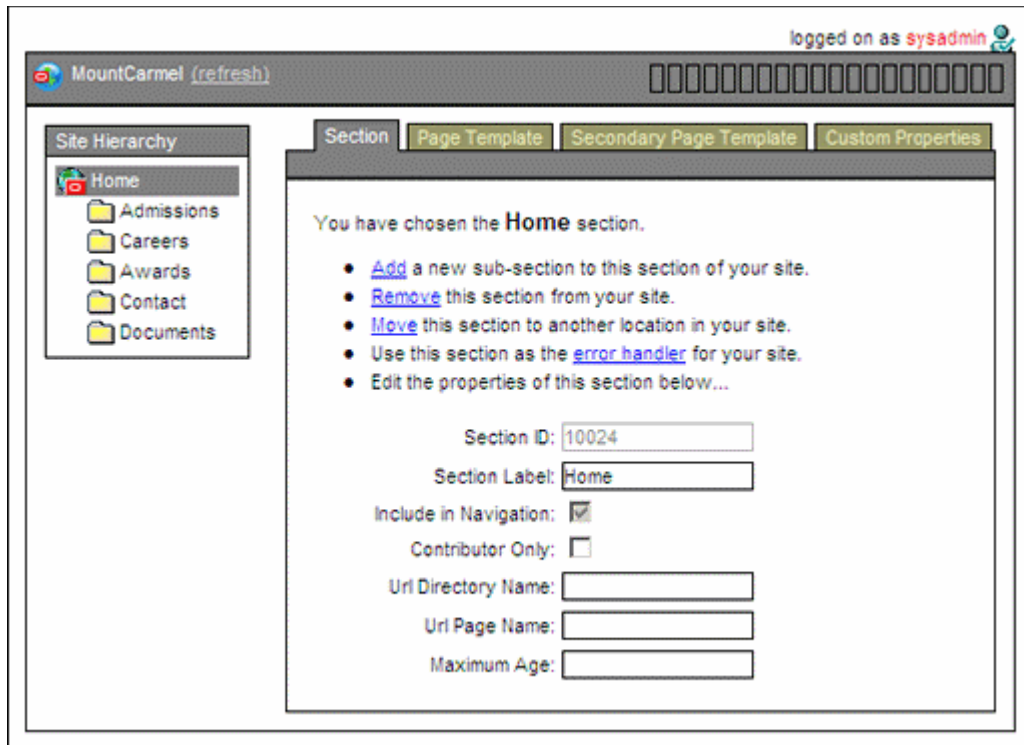 logged on as sysadmin
MountCarmel (refresh)
Site Hierarchy
Home
Admissions
Careers
Awards
Contact
Documents
Section
Page Template
Secondary Page Template
Custom Properties
You have chosen the Home section.
Add a new sub-section to this section of your site.
Remove this section from your site.
Move this section to another location in your site.
Use this section as the error handler for your site.
Edit the properties of this section below...
Section ID: 10024
Section Label: Home
Include in Navigation:
Contributor Only:
Url Directory Name:
Url Page Name:
Maximum Age: